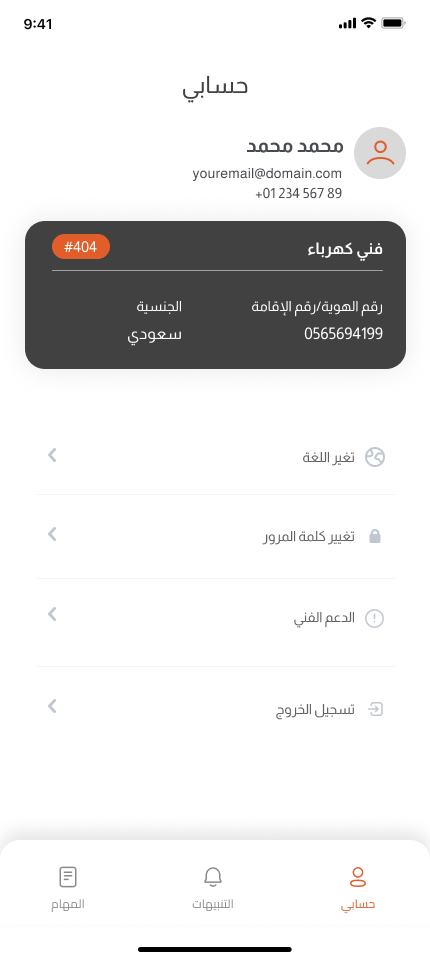 9:41
حسابي
محمد محمد
youremail@domain.com
+01 234 567 89
فني كهرباء
#404
رقم الهوية/رقم الإقامة
الجنسية
0565694199
سعودي
تغير اللغة
تغيير كلمة المرور
الدعم الفني
تسجيل الخروج
حسابي
التنبيهات
المهام